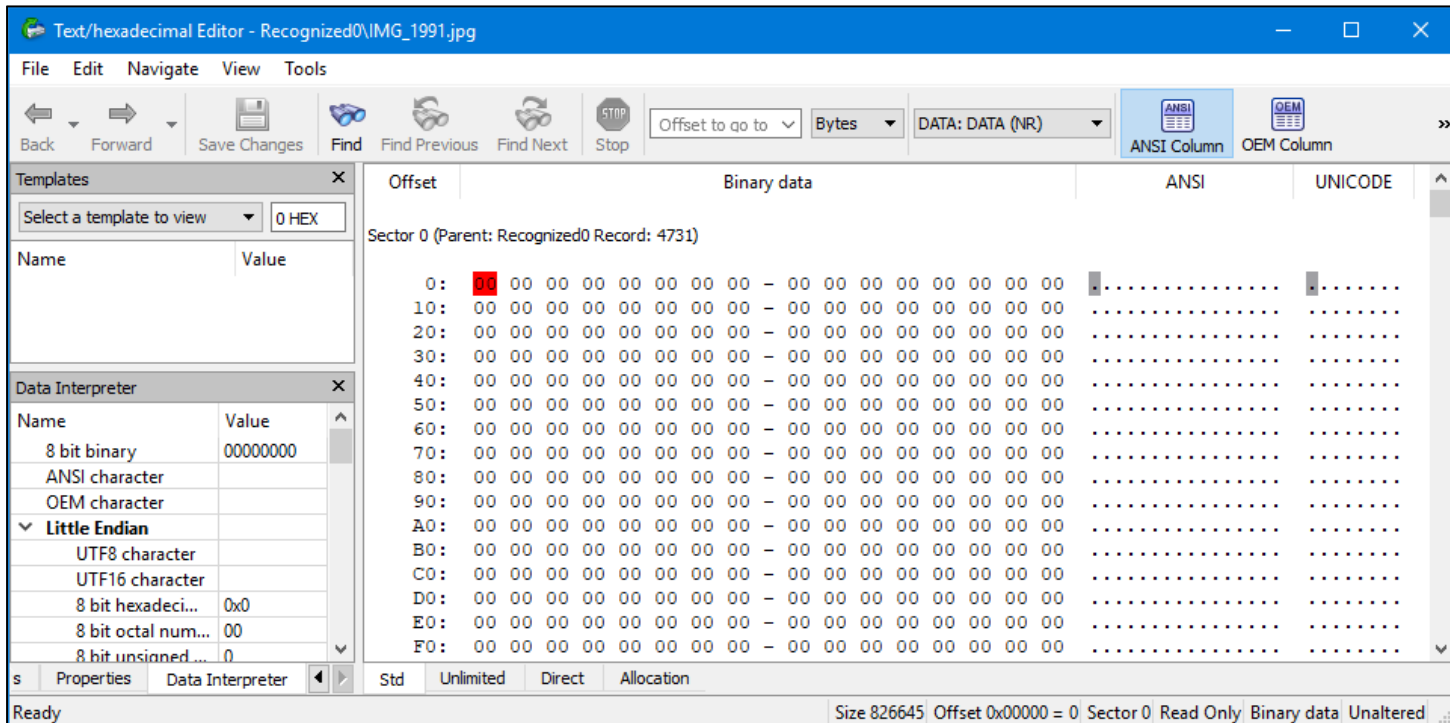 Text/hexadecimal Editor - Recognized0\IMG_1991.jpg
File Edit Navigate View Tools
Back Forward Save Changes Find Find Previous Find Next STOP Stop Offset to go to Bytes DATA: DATA (NR) ANSI ANSI Column OEM OEM Column »
Templates
Select a template to view 0 HEX
Name Value
Data Interpreter
Name Value
8 bit binary 00000000
ANSI character
OEM character
Little Endian
UTF8 character
UTF16 character
8 bit hexadeci... 0x0
8 bit octal num... 00
8 bit unsigned ... 0
s Properties Data Interpreter
Offset Binary data ANSI UNICODE
Sector 0 (Parent: Recognized0 Record: 4731)
0: 00 00 00 00 00 00 00 00 - 00 00 00 00 00 00 00 00 ................ ........
10: 00 00 00 00 00 00 00 00 - 00 00 00 00 00 00 00 00 ................ ........
20: 00 00 00 00 00 00 00 00 - 00 00 00 00 00 00 00 00 ................ ........
30: 00 00 00 00 00 00 00 00 - 00 00 00 00 00 00 00 00 ................ ........
40: 00 00 00 00 00 00 00 00 - 00 00 00 00 00 00 00 00 ................ ........
50: 00 00 00 00 00 00 00 00 - 00 00 00 00 00 00 00 00 ................ ........
60: 00 00 00 00 00 00 00 00 - 00 00 00 00 00 00 00 00 ................ ........
70: 00 00 00 00 00 00 00 00 - 00 00 00 00 00 00 00 00 ................ ........
80: 00 00 00 00 00 00 00 00 - 00 00 00 00 00 00 00 00 ................ ........
90: 00 00 00 00 00 00 00 00 - 00 00 00 00 00 00 00 00 ................ ........
A0: 00 00 00 00 00 00 00 00 - 00 00 00 00 00 00 00 00 ................ ........
B0: 00 00 00 00 00 00 00 00 - 00 00 00 00 00 00 00 00 ................ ........
C0: 00 00 00 00 00 00 00 00 - 00 00 00 00 00 00 00 00 ................ ........
D0: 00 00 00 00 00 00 00 00 - 00 00 00 00 00 00 00 00 ................ ........
E0: 00 00 00 00 00 00 00 00 - 00 00 00 00 00 00 00 00 ................ ........
F0: 00 00 00 00 00 00 00 00 - 00 00 00 00 00 00 00 00 ................ ........
Std Unlimited Direct Allocation
Ready Size 826645 Offset 0x00000 = 0 Sector 0 Read Only Binary data Unaltered